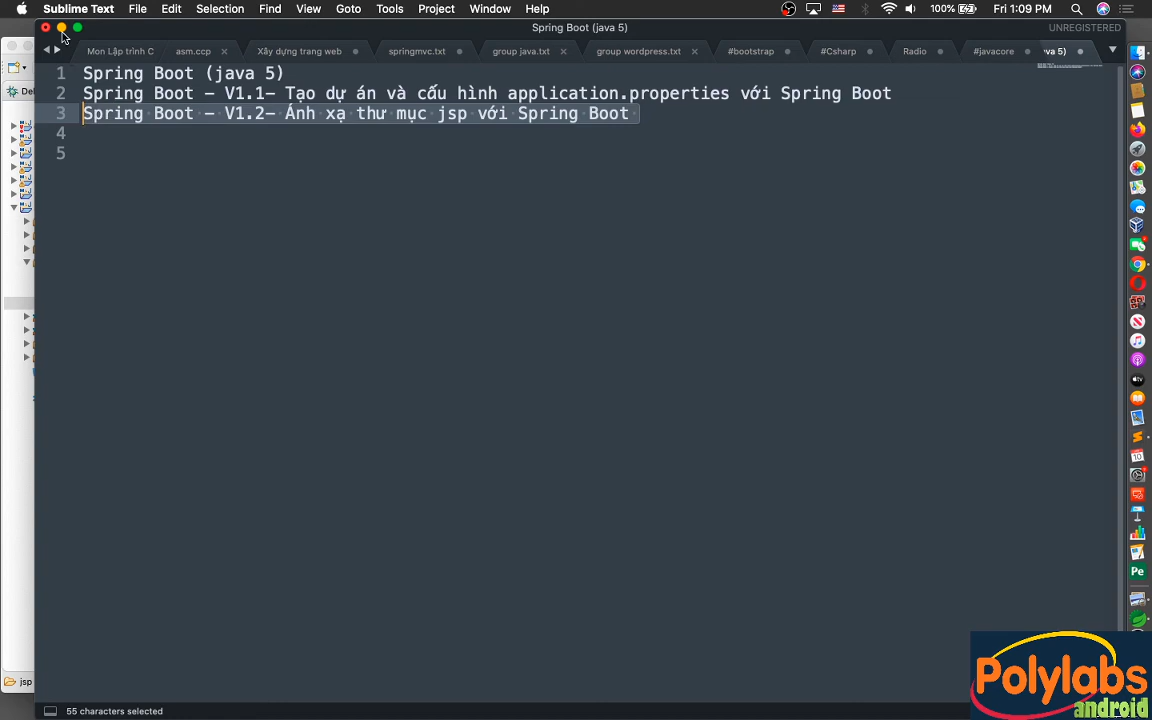 Sublime Text File Edit Selection Find View Goto Tools Project Window Help 100% Fri 1:09 PM
Spring Boot (java 5) UNREGISTERED
Mon Lập trình C asm.ccp Xây dựng trang web springmvc.txt group java.txt group wordpress.txt #bootstrap #Csharp Radio #javacore va 5)
1 Spring Boot (java 5)
2 Spring Boot - V1.1- Tạo dự án và cấu hình application.properties với Spring Boot
3 Spring Boot - V1.2- Ánh xạ thư mục jsp với Spring Boot
4
5
De
Pe
jsp
55 characters selected
Polylabs
android